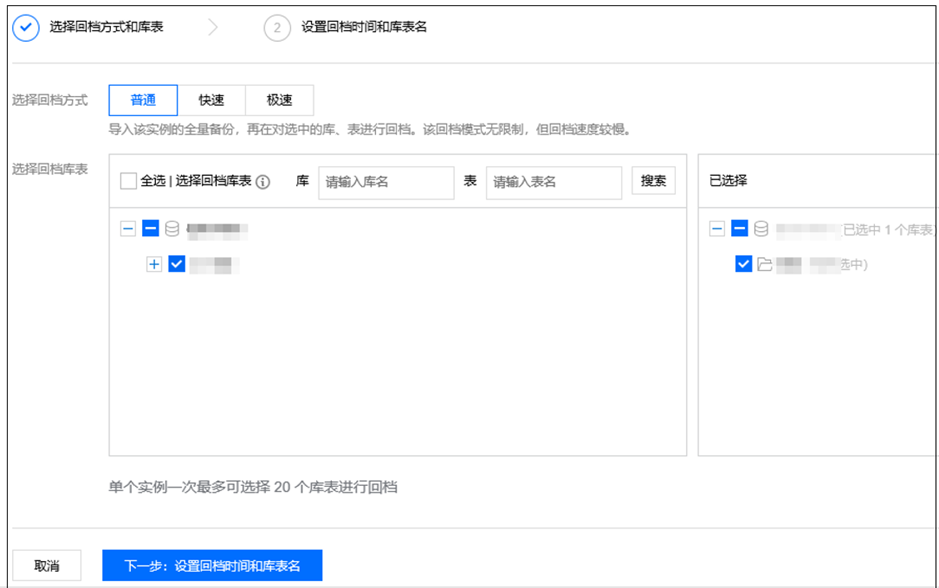 选择回档方式和库表
2 设置回档时间和库表名
选择回档方式 普通 快速 极速
导入该实例的全量备份，再在对选中的库、表进行回档。该回档模式无限制，但回档速度较慢。
选择回档库表
全选 | 选择回档库表 库 请输入库名 表 请输入表名 搜索
已选择
已选中 1 个库表
选中)
单个实例一次最多可选择 20 个库表进行回档
取消 下一步：设置回档时间和库表名